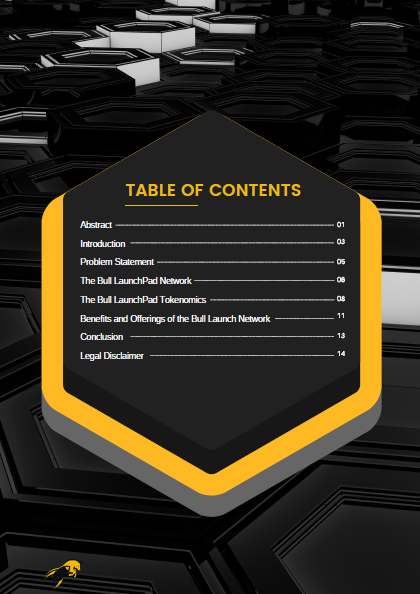 TABLE OF CONTENTS
Abstract 01
Introduction 03
Problem Statement 05
The Bull LaunchPad Network 06
The Bull LaunchPad Tokenomics 08
Benefits and Offerings of the Bull Launch Network 11
Conclusion 13
Legal Disclaimer 14